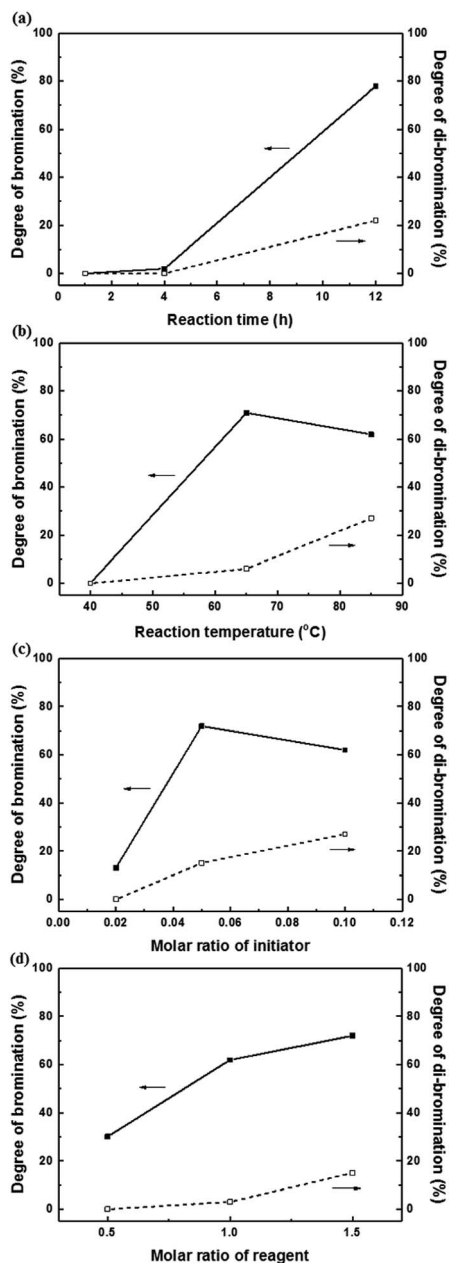 (a)
Degree of bromination (%)
Degree of di-bromination (%)
100
80
60
40
20
0
100
80
60
40
20
0
0 2 4 6 8 10 12
Reaction time (h)
(b)
Degree of bromination (%)
Degree of di-bromination (%)
100
80
60
40
20
0
100
80
60
40
20
0
40 50 60 70 80 90
Reaction temperature (°C)
(c)
Degree of bromination (%)
Degree of di-bromination (%)
100
80
60
40
20
0
100
80
60
40
20
0
0.00 0.02 0.04 0.06 0.08 0.10 0.12
Molar ratio of initiator
(d)
Degree of bromination (%)
Degree of di-bromination (%)
100
80
60
40
20
0
100
80
60
40
20
0
0.5 1.0 1.5
Molar ratio of reagent